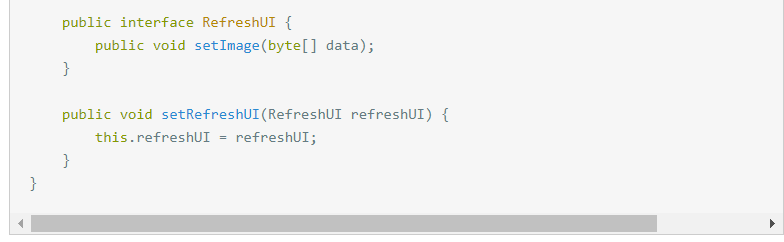 public interface RefreshUI {
public void setImage(byte[] data);
}
public void setRefreshUI(RefreshUI refreshUI) {
this.refreshUI = refreshUI;
}
}